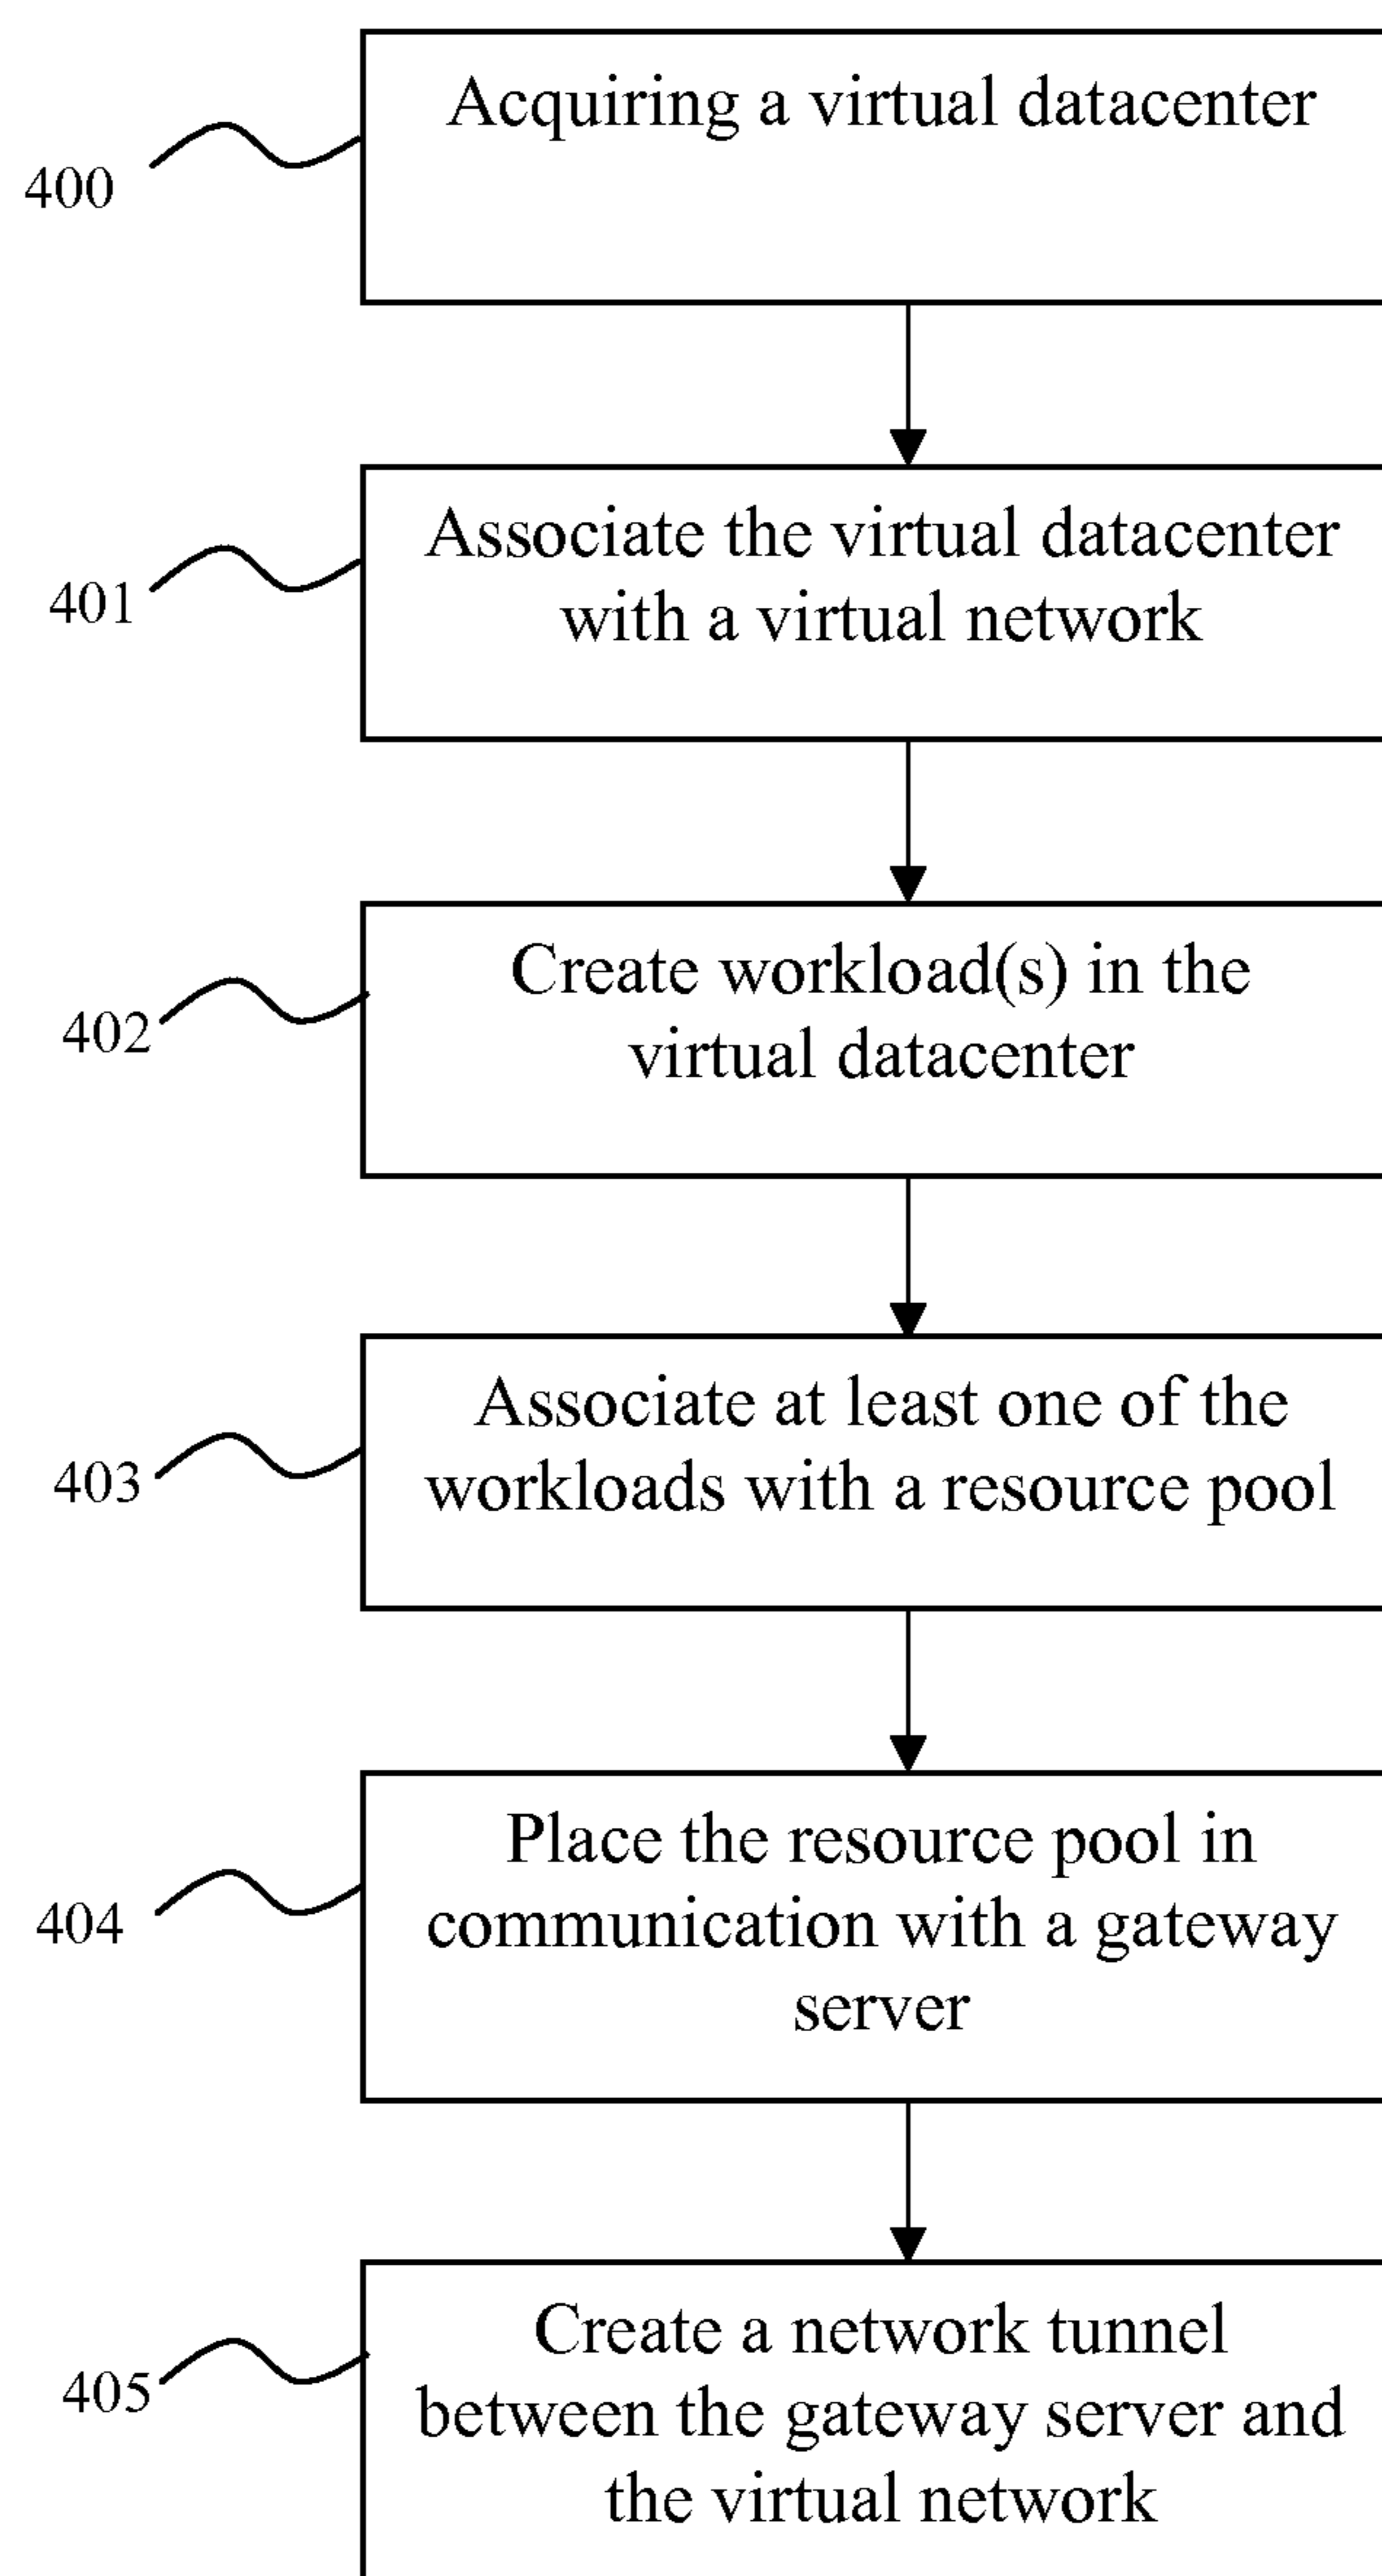 Acquiring a virtual datacenter
400
Associate the virtual datacenter
with a virtual network
401
Create workload(s) in the
virtual datacenter
402
Associate at least one of the
workloads with a resource pool
403
Place the resource pool in
communication with a gateway
server
404
Create a network tunnel
between the gateway server and
the virtual network
405